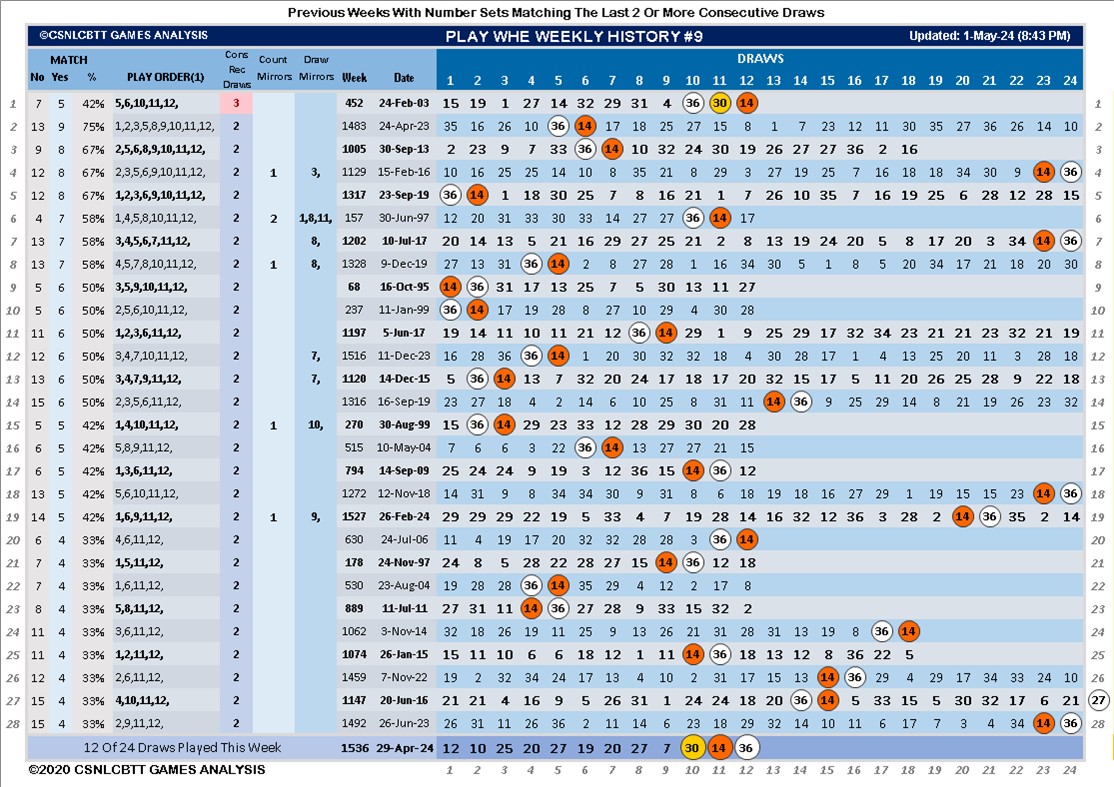 Previous Weeks With Number Sets Matching The Last 2 Or More Consecutive Draws
©CSNLCBTT GAMES ANALYSIS PLAY WHE WEEKLY HISTORY #9 Updated: 1-May-24 (8:43 PM)
MATCH Cons Rec Draws Count Mirrors Draw Mirrors DRAWS
No Yes % PLAY ORDER(1) Week Date 1 2 3 4 5 6 7 8 9 10 11 12 13 14 15 16 17 18 19 20 21 22 23 24
1 7 5 42% 5,6,10,11,12, 3 452 24-Feb-03 15 19 1 27 14 32 29 31 4 36 30 14 1
2 13 9 75% 1,2,3,5,8,9,10,11,12, 2 1483 24-Apr-23 35 16 26 10 36 14 17 18 25 27 15 8 1 7 23 12 11 30 35 27 36 26 14 10 2
3 9 8 67% 2,5,6,8,9,10,11,12, 2 1005 30-Sep-13 2 23 9 7 33 36 14 10 32 24 30 19 26 27 27 36 2 16 3
4 12 8 67% 2,3,5,6,9,10,11,12, 2 1 3, 1129 15-Feb-16 10 16 25 25 14 10 8 35 21 8 29 3 27 19 25 7 16 18 18 34 30 9 14 36 4
5 12 8 67% 1,2,3,6,9,10,11,12, 2 1317 23-Sep-19 36 14 1 18 30 25 7 8 16 21 1 7 26 10 35 7 16 19 25 6 28 12 28 15 5
6 4 7 58% 1,4,5,8,10,11,12, 2 2 1,8,11, 157 30-Jun-97 12 20 31 33 30 33 14 27 27 36 14 17 6
7 13 7 58% 3,4,5,6,7,11,12, 2 8, 1202 10-Jul-17 20 14 13 5 21 16 29 27 25 21 2 8 13 19 24 20 5 8 17 20 3 34 14 36 7
8 13 7 58% 4,5,7,8,10,11,12, 2 1 8, 1328 9-Dec-19 27 13 31 36 14 2 8 27 28 1 16 34 30 5 1 8 5 20 34 17 21 18 20 30 8
9 5 6 50% 3,5,9,10,11,12, 2 68 16-Oct-95 14 36 31 17 13 25 7 5 30 13 11 27 9
10 5 6 50% 2,5,6,10,11,12, 2 237 11-Jan-99 36 14 17 19 28 8 27 10 29 4 30 28 10
11 11 6 50% 1,2,3,6,11,12, 2 1197 5-Jun-17 19 14 11 10 11 21 12 36 14 29 1 9 25 29 17 32 34 23 21 21 23 32 21 19 11
12 12 6 50% 3,4,7,10,11,12, 2 7, 1516 11-Dec-23 16 28 36 36 14 1 20 30 32 32 18 4 30 28 17 1 4 13 25 20 11 3 28 18 12
13 13 6 50% 3,4,7,9,11,12, 2 7, 1120 14-Dec-15 5 36 14 13 7 32 20 24 17 18 17 20 32 15 17 5 11 20 26 25 28 9 22 18 13
14 15 6 50% 2,3,5,6,11,12, 2 1316 16-Sep-19 23 27 18 4 2 14 6 10 25 8 31 11 14 36 9 25 29 14 8 21 19 26 23 32 14
15 5 5 42% 1,4,10,11,12, 2 1 10, 270 30-Aug-99 15 36 14 29 23 33 12 28 29 30 20 28 15
16 6 5 42% 5,8,9,11,12, 2 515 10-May-04 7 6 6 3 22 36 14 13 27 27 21 15 16
17 6 5 42% 1,3,6,11,12, 2 794 14-Sep-09 25 24 24 9 19 3 12 36 15 14 36 12 17
18 13 5 42% 5,6,10,11,12, 2 1272 12-Nov-18 14 31 9 8 34 34 30 9 31 8 6 18 19 18 16 27 29 1 19 15 15 23 14 36 18
19 14 5 42% 1,6,9,11,12, 2 1 9, 1527 26-Feb-24 29 29 29 22 19 5 33 4 7 19 28 14 16 32 12 36 3 28 2 14 36 35 2 14 19
20 6 4 33% 4,6,11,12, 2 630 24-Jul-06 11 4 19 17 20 32 32 28 28 3 36 14 20
21 7 4 33% 1,5,11,12, 2 178 24-Nov-97 24 8 5 28 22 28 27 15 14 36 12 18 21
22 7 4 33% 1,6,11,12, 2 530 23-Aug-04 19 28 28 36 14 35 29 4 12 2 17 8 22
23 8 4 33% 5,8,11,12, 2 889 11-Jul-11 27 31 11 14 36 27 28 9 33 15 32 2 23
24 11 4 33% 3,6,11,12, 2 1062 3-Nov-14 32 18 26 19 11 25 9 13 26 21 31 28 31 13 19 8 36 14 24
25 11 4 33% 1,2,11,12, 2 1074 26-Jan-15 15 11 10 6 6 18 12 1 11 14 36 18 13 12 8 36 22 5 25
26 12 4 33% 2,6,11,12, 2 1459 7-Nov-22 19 2 32 34 24 17 13 4 10 2 31 17 15 13 14 36 29 4 29 17 34 33 24 10 26
27 15 4 33% 4,10,11,12, 2 1147 20-Jun-16 21 21 4 16 9 5 26 31 1 24 24 18 20 36 14 5 33 15 5 30 32 17 6 21 27
28 15 4 33% 2,9,11,12, 2 1492 26-Jun-23 26 31 11 26 36 2 11 14 6 23 18 29 32 14 10 11 6 17 7 3 4 34 14 36 28
12 Of 24 Draws Played This Week 1536 29-Apr-24 12 10 25 20 27 19 20 27 7 30 14 36
©2020 CSNLCBTT GAMES ANALYSIS 1 2 3 4 5 6 7 8 9 10 11 12 13 14 15 16 17 18 19 20 21 22 23 24